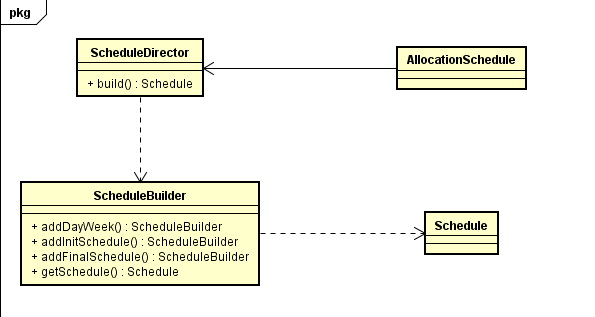 pkg
ScheduleDirector
+ build() : Schedule
AllocationSchedule
ScheduleBuilder
+ addDayWeek() : ScheduleBuilder
+ addInitSchedule() : ScheduleBuilder
+ addFinalSchedule() : ScheduleBuilder
+ getSchedule() : Schedule
Schedule